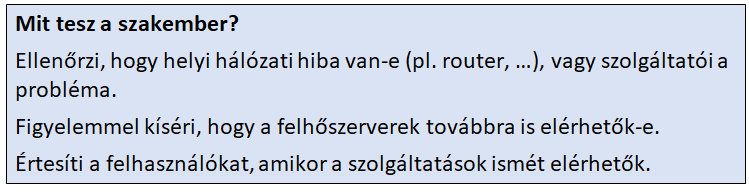 Mit tesz a szakember?
Ellenőrzi, hogy helyi hálózati hiba van-e (pl. router, …), vagy szolgáltatói a
probléma.
Figyelemmel kíséri, hogy a felhőszerverek továbbra is elérhetők-e.
Értesíti a felhasználókat, amikor a szolgáltatások ismét elérhetők.